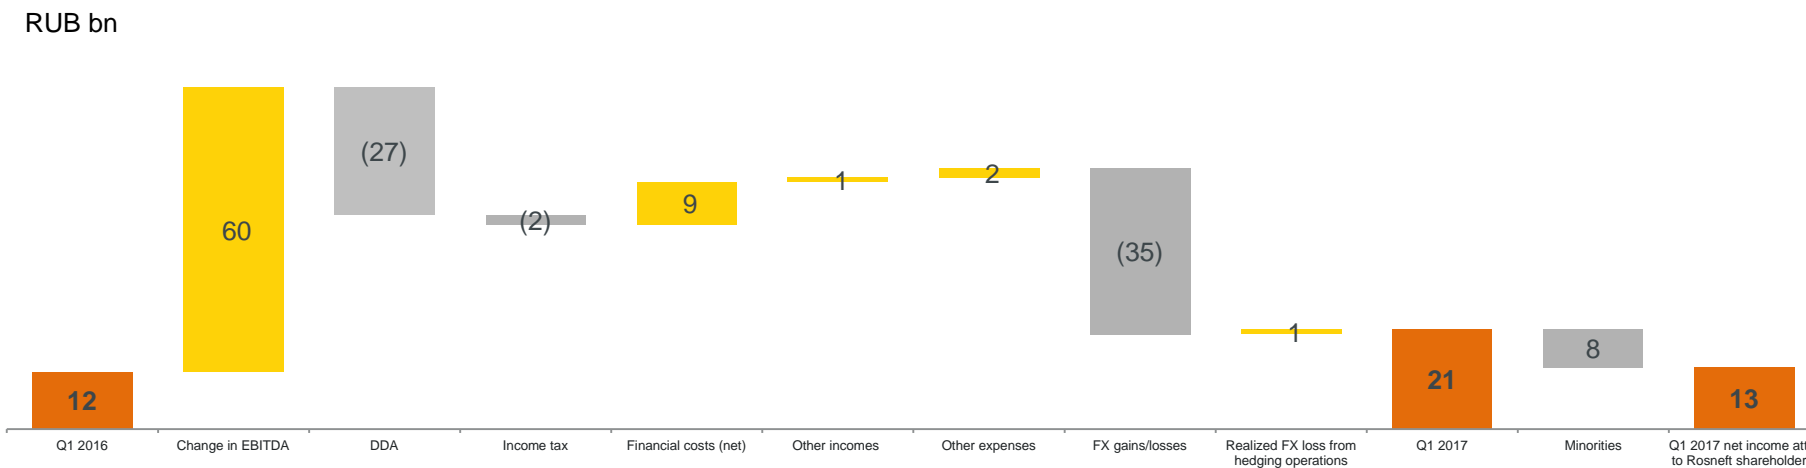 RUB bn
12
60
(27)
(2)
9
1
2
(35)
1
21
8
13
Q1 2016
Change in EBITDA
DDA
Income tax
Financial costs (net)
Other incomes
Other expenses
FX gains/losses
Realized FX loss from
hedging operations
Q1 2017
Minorities
Q1 2017 net income att
to Rosneft shareholder